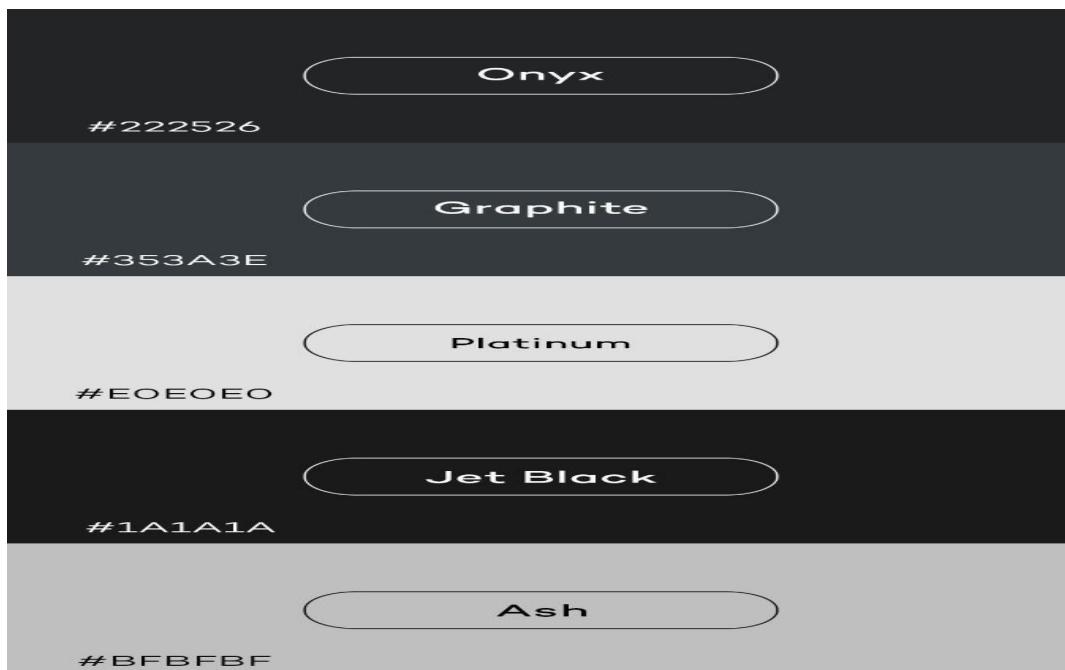 Onyx
#222526
Graphite
#353A3E
Platinum
#E0E0E0
Jet Black
#1A1A1A
Ash
#BFBFBF